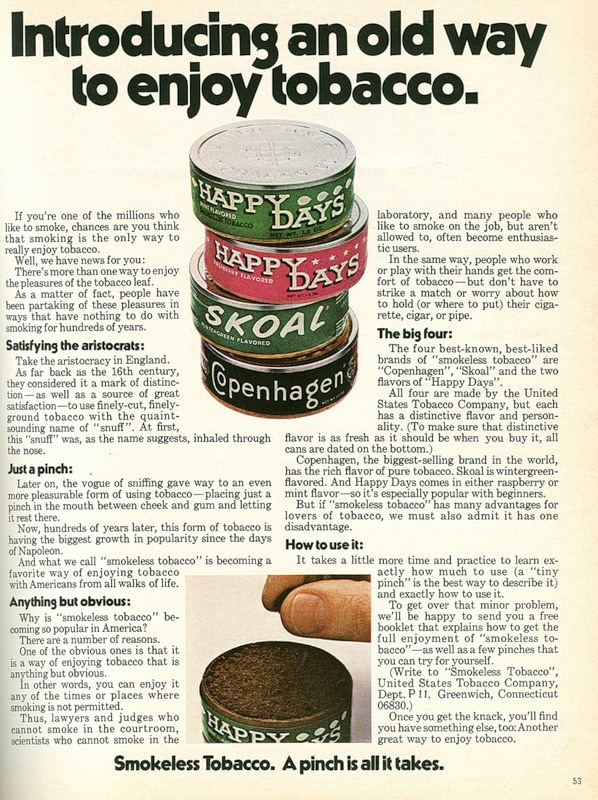 Introducing an old way
to enjoy tobacco.
HAPPY
DAYS
MINT FLAVORED
NET WT. 1.2 OZ.
HAPPY
DAYS
RASPBERRY FLAVORED
SKOAL
WINTERGREEN FLAVORED
Copenhagen
If you're one of the millions who
like to smoke, chances are you think
that smoking is the only way to
really enjoy tobacco.
Well, we have news for you:
There's more than one way to enjoy
the pleasures of the tobacco leaf.
As a matter of fact, people have
been partaking of these pleasures in
ways that have nothing to do with
smoking for hundreds of years.
Satisfying the aristocrats:
Take the aristocracy in England.
As far back as the 16th century,
they considered it a mark of distinc-
tion—as well as a source of great
satisfaction—to use finely-cut, finely-
ground tobacco with the quaint-
sounding name of "snuff". At first,
this "snuff" was, as the name suggests, inhaled through
the nose.
Just a pinch:
Later on, the vogue of sniffing gave way to an even
more pleasurable form of using tobacco—placing just a
pinch in the mouth between cheek and gum and letting
it rest there.
Now, hundreds of years later, this form of tobacco is
having the biggest growth in popularity since the days
of Napoleon.
And what we call "smokeless tobacco" is becoming a
favorite way of enjoying tobacco
with Americans from all walks of life.
Anything but obvious:
Why is "smokeless tobacco" be-
coming so popular in America?
There are a number of reasons.
One of the obvious ones is that it
is a way of enjoying tobacco that is
anything but obvious.
In other words, you can enjoy it
any of the times or places where
smoking is not permitted.
Thus, lawyers and judges who
cannot smoke in the courtroom,
scientists who cannot smoke in the
laboratory, and many people who
like to smoke on the job, but aren't
allowed to, often become enthusias-
tic users.
In the same way, people who work
or play with their hands get the com-
fort of tobacco—but don't have to
strike a match or worry about how
to hold (or where to put) their ciga-
rette, cigar, or pipe.
The big four:
The four best-known, best-liked
brands of "smokeless tobacco" are
"Copenhagen", "Skoal" and the two
flavors of "Happy Days".
All four are made by the United
States Tobacco Company, but each
has a distinctive flavor and person-
ality. (To make sure that distinctive
flavor is as fresh as it should be when you buy it, all
cans are dated on the bottom.)
Copenhagen, the biggest-selling brand in the world,
has the rich flavor of pure tobacco. Skoal is wintergreen-
flavored. And Happy Days comes in either raspberry or
mint flavor—so it's especially popular with beginners.
But if "smokeless tobacco" has many advantages for
lovers of tobacco, we must also admit it has one
disadvantage.
How to use it:
It takes a little more time and practice to learn ex-
actly how much to use (a "tiny
pinch" is the best way to describe it)
and exactly how to use it.
To get over that minor problem,
we'll be happy to send you a free
booklet that explains how to get the
full enjoyment of "smokeless to-
bacco"—as well as a few pinches that
you can try for yourself.
(Write to "Smokeless Tobacco",
United States Tobacco Company,
Dept. P 11, Greenwich, Connecticut
06830.)
Once you get the knack, you'll find
you have something else, too: Another
great way to enjoy tobacco.
HAPPY
Smokeless Tobacco. A pinch is all it takes.
53